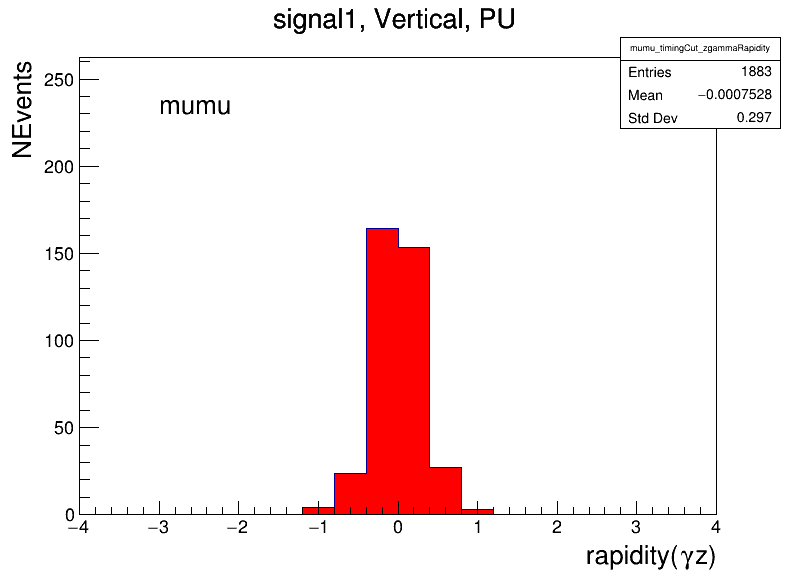 signal1, Vertical, PU
mumu_timingCut_zgammaRapidity
Entries 1883
Mean −0.0007528
Std Dev 0.297
NEvents
mumu
250
200
150
100
50
0
−4 −3 −2 −1 0 1 2 3 4
rapidity(γz)